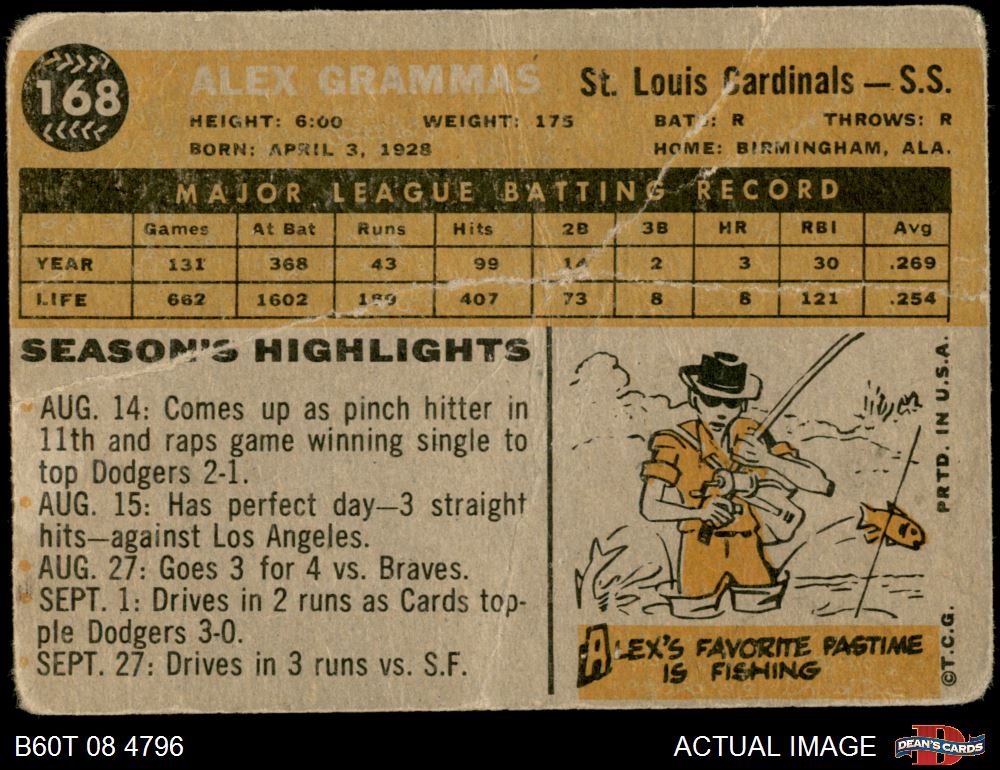 168
ALEX GRAMMAS St. Louis Cardinals — S.S.
HEIGHT: 6:00 WEIGHT: 175 BATS: R THROWS: R
BORN: APRIL 3, 1928 HOME: BIRMINGHAM, ALA.
MAJOR LEAGUE BATTING RECORD
Games At Bat Runs Hits 2B 3B HR RBI Avg
YEAR 131 368 43 99 14 2 3 30 .269
LIFE 662 1602 189 407 73 8 8 121 .254
SEASON'S HIGHLIGHTS
AUG. 14: Comes up as pinch hitter in
11th and raps game winning single to
top Dodgers 2-1.
AUG. 15: Has perfect day—3 straight
hits—against Los Angeles.
AUG. 27: Goes 3 for 4 vs. Braves.
SEPT. 1: Drives in 2 runs as Cards top-
ple Dodgers 3-0.
SEPT. 27: Drives in 3 runs vs. S.F.
ALEX'S FAVORITE PASTIME
IS FISHING
©T.C.G. PRTD. IN U.S.A.
B60T 08 4796 ACTUAL IMAGE
DEAN'S CARDS